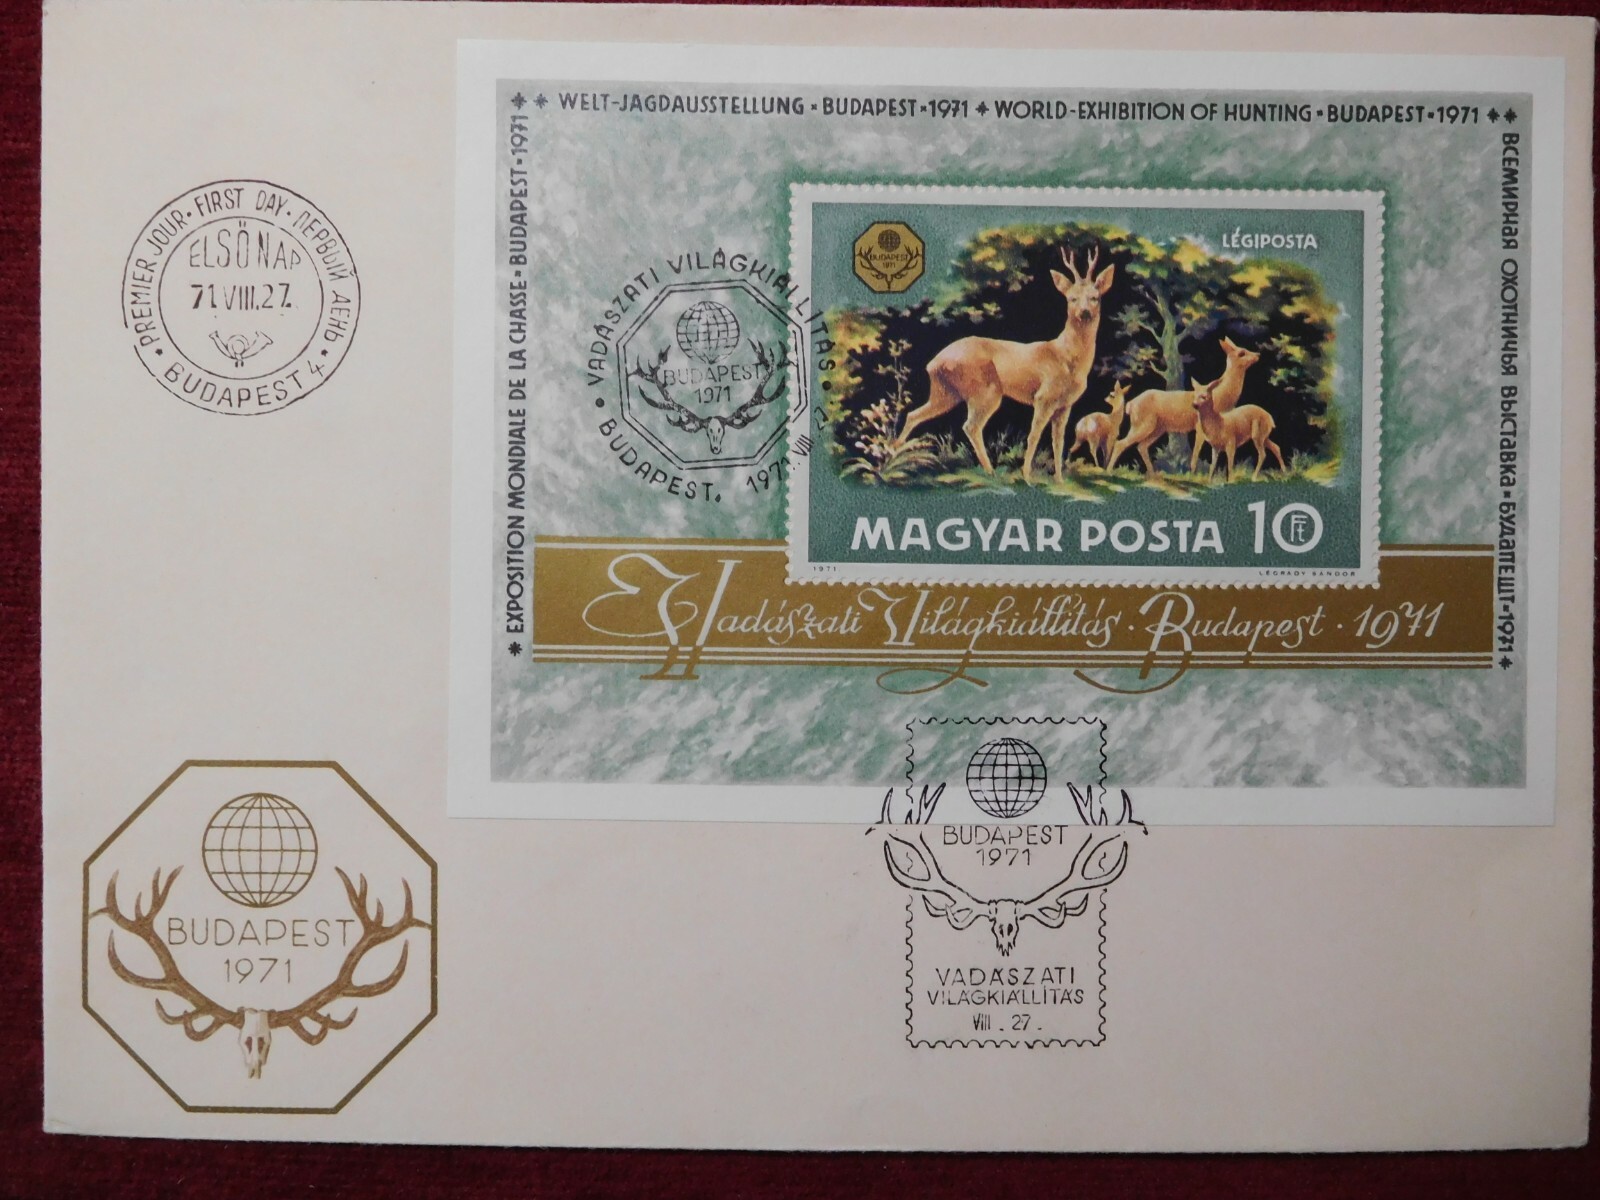 ✱ ✱ WELT-JAGDAUSSTELLUNG ▪ BUDAPEST ▪ 1971 ✱ WORLD-EXHIBITION OF HUNTING ▪ BUDAPEST ▪ 1971 ✱✱
✱ EXPOSITION MONDIALE DE LA CHASSE ▪ BUDAPEST ▪ 1971
ВСЕМИРНАЯ ОХОТНИЧЬЯ ВЫСТАВКА ▪ БУДАПЕШТ ▪ 1971 ✱
PREMIER JOUR · FIRST DAY · ПЕРВЫЙ ДЕНЬ
ELSŐ NAP
71.VIII.27.
• BUDAPEST 4 •
BUDAPEST
1971
LÉGIPOSTA
• VADÁSZATI VILÁGKIÁLLÍTÁS •
BUDAPEST
1971
BUDAPEST. 1971. VIII 27
MAGYAR POSTA 10 Ft
1971. LÉGRÁDY SÁNDOR
Vadászati Világkiállítás · Budapest · 1971
BUDAPEST
1971
VADÁSZATI
VILÁGKIÁLLÍTÁS
VIII . 27 .
BUDAPEST
1971